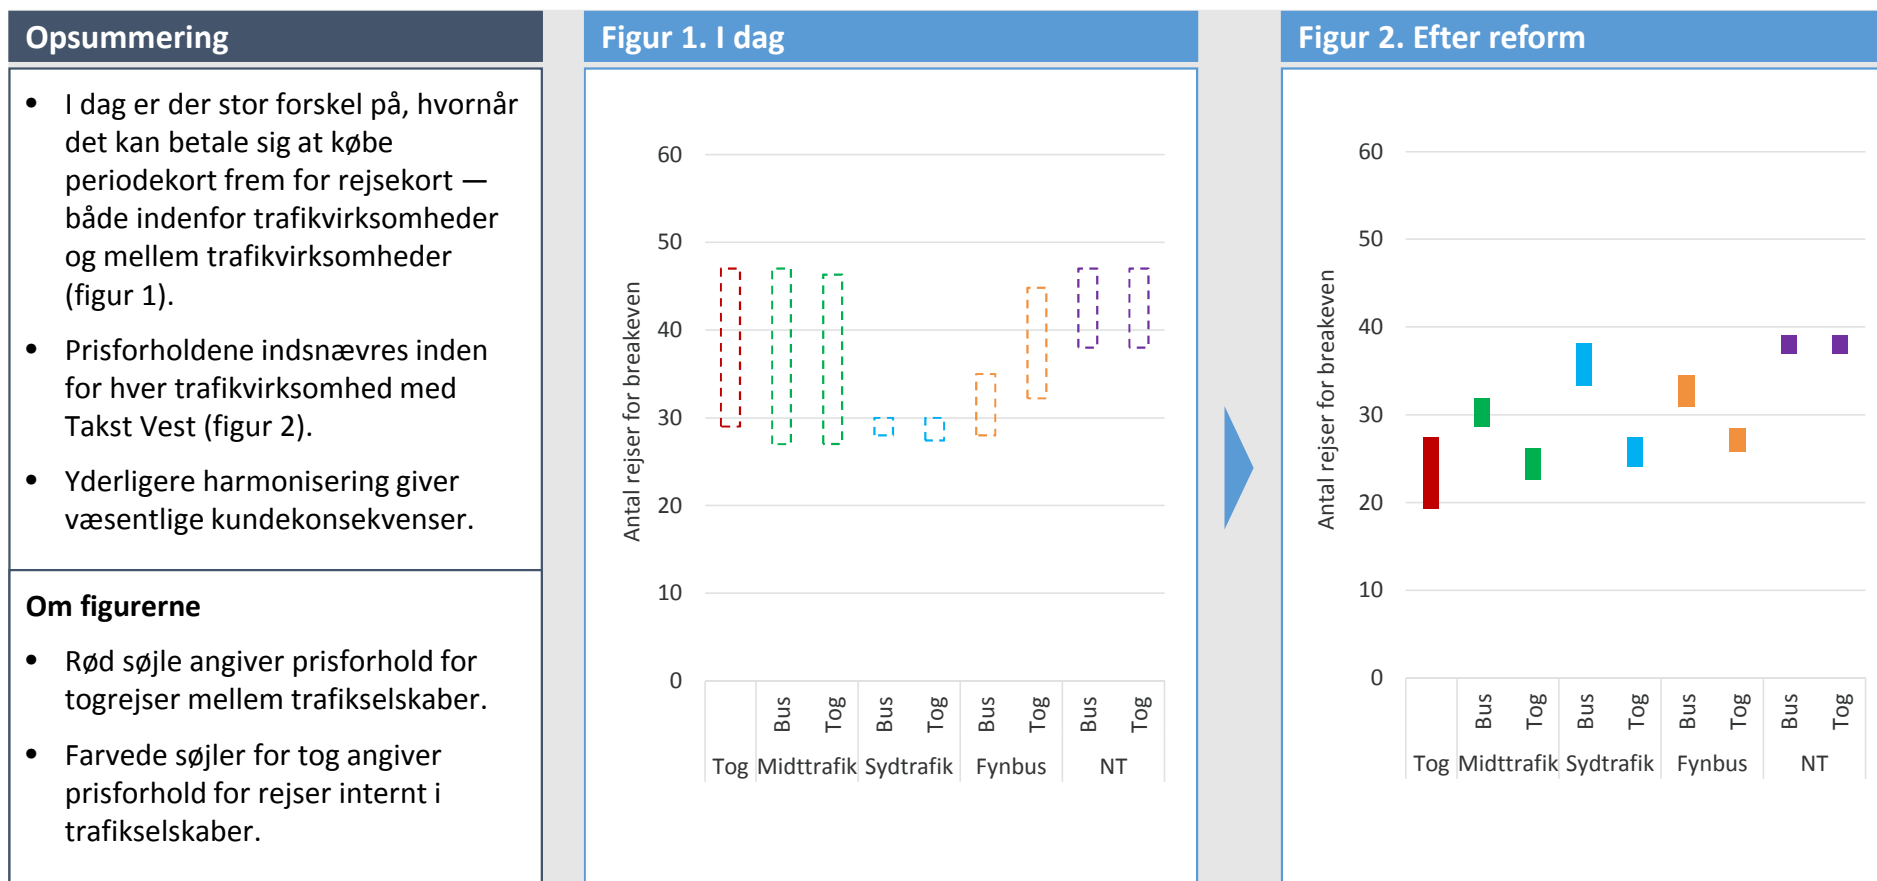 Opsummering
• I dag er der stor forskel på, hvornår
det kan betale sig at købe
periodekort frem for rejsekort —
både indenfor trafikvirksomheder
og mellem trafikvirksomheder
(figur 1).
• Prisforholdene indsnævres inden
for hver trafikvirksomhed med
Takst Vest (figur 2).
• Yderligere harmonisering giver
væsentlige kundekonsekvenser.
Om figurerne
• Rød søjle angiver prisforhold for
togrejser mellem trafikselskaber.
• Farvede søjler for tog angiver
prisforhold for rejser internt i
trafikselskaber.
Figur 1. I dag
Antal rejser for breakeven
60
50
40
30
20
10
0
Bus Tog Bus Tog Bus Tog Bus Tog
Tog Midttrafik Sydtrafik Fynbus NT
Figur 2. Efter reform
Antal rejser for breakeven
60
50
40
30
20
10
0
Bus Tog Bus Tog Bus Tog Bus Tog
Tog Midttrafik Sydtrafik Fynbus NT